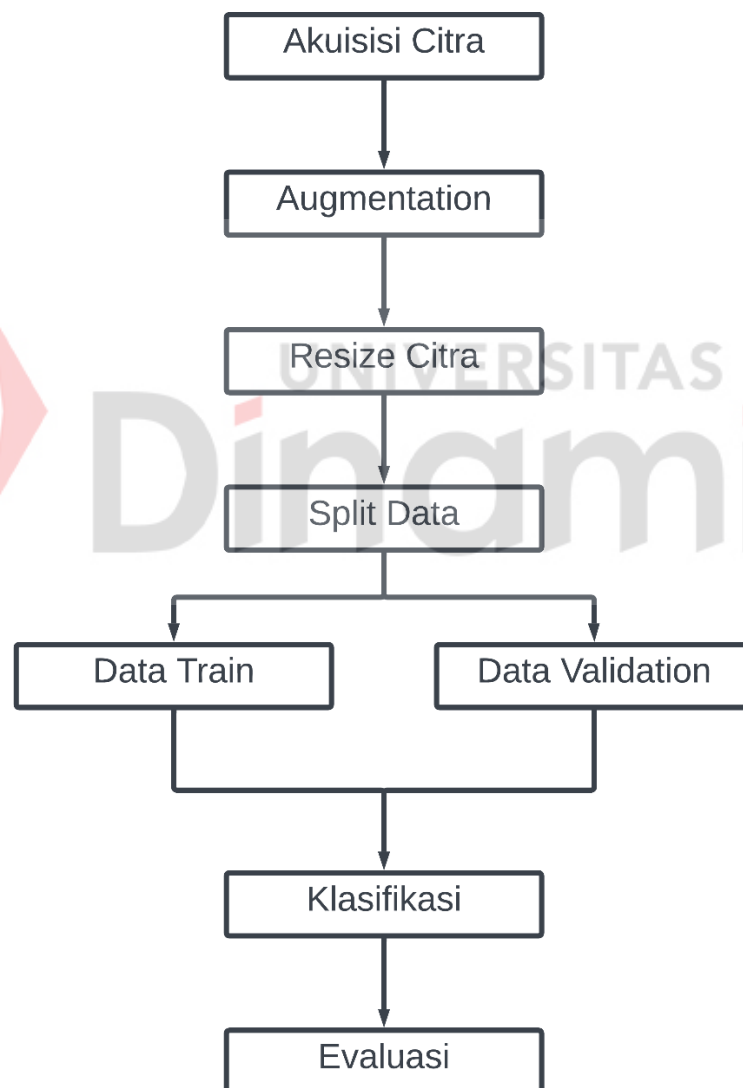 Akuisisi Citra
Augmentation
Resize Citra
UNIVERSITAS
Dinami
Split Data
Data Train
Data Validation
Klasifikasi
Evaluasi